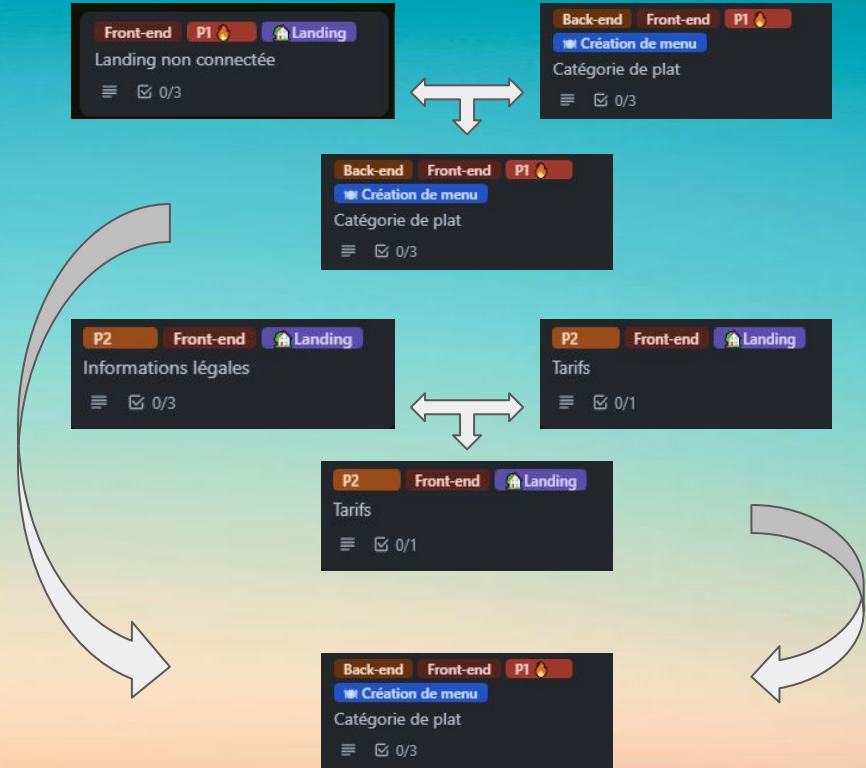 Front-end P1 Landing
Landing non connectée
0/3
Back-end Front-end P1
Création de menu
Catégorie de plat
0/3
Back-end Front-end P1
Création de menu
Catégorie de plat
0/3
P2 Front-end Landing
Informations légales
0/3
P2 Front-end Landing
Tarifs
0/1
P2 Front-end Landing
Tarifs
0/1
Back-end Front-end P1
Création de menu
Catégorie de plat
0/3